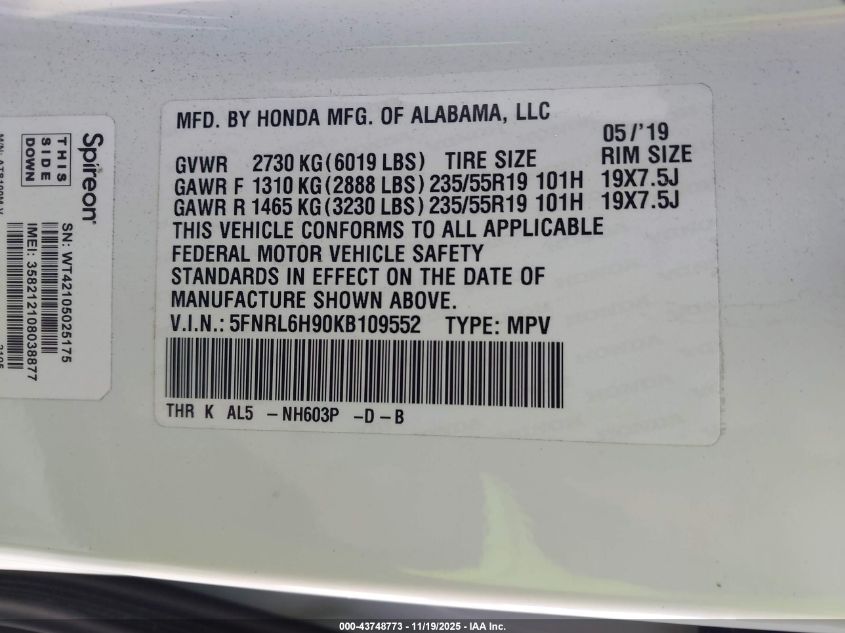 MFD. BY HONDA MFG. OF ALABAMA, LLC
05/'19
GVWR 2730 KG(6019 LBS) TIRE SIZE RIM SIZE
GAWR F 1310 KG(2888 LBS) 235/55R19 101H 19X7.5J
GAWR R 1465 KG(3230 LBS) 235/55R19 101H 19X7.5J
THIS VEHICLE CONFORMS TO ALL APPLICABLE
FEDERAL MOTOR VEHICLE SAFETY
STANDARDS IN EFFECT ON THE DATE OF
MANUFACTURE SHOWN ABOVE.
V.I.N.: 5FNRL6H90KB109552 TYPE: MPV
THR K AL5 -NH603P -D-B
Spireon
THIS
SIDE
DOWN
SN: WT42105025175
IMEI: 358212108038877
000-43748773 - 11/19/2025 - IAA Inc.